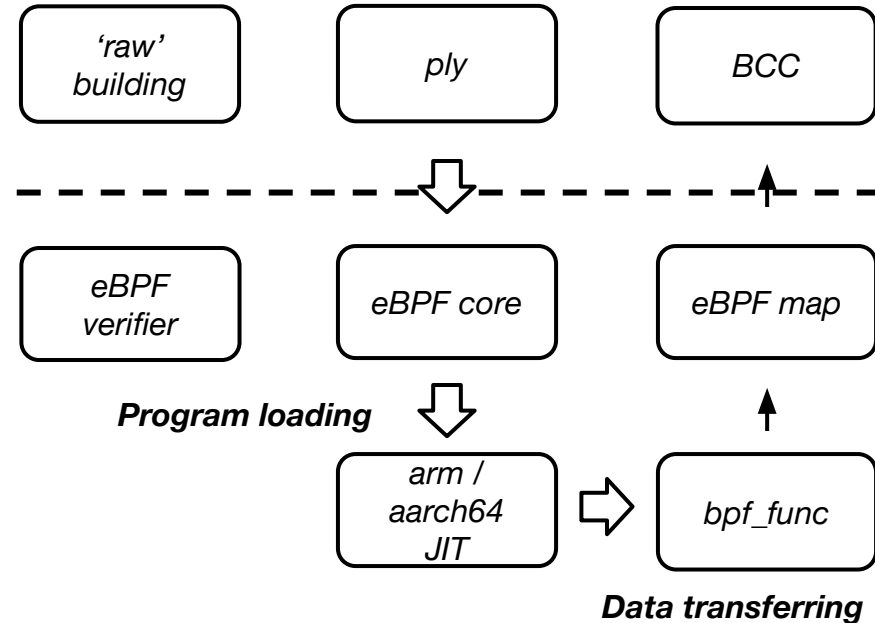 ‘raw’
building
ply
BCC
eBPF
verifier
eBPF core
eBPF map
Program loading
arm /
aarch64
JIT
bpf_func
Data transferring